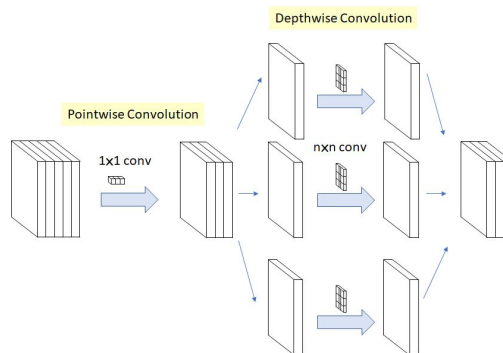 Depthwise Convolution
Pointwise Convolution
1x1 conv
nxn conv